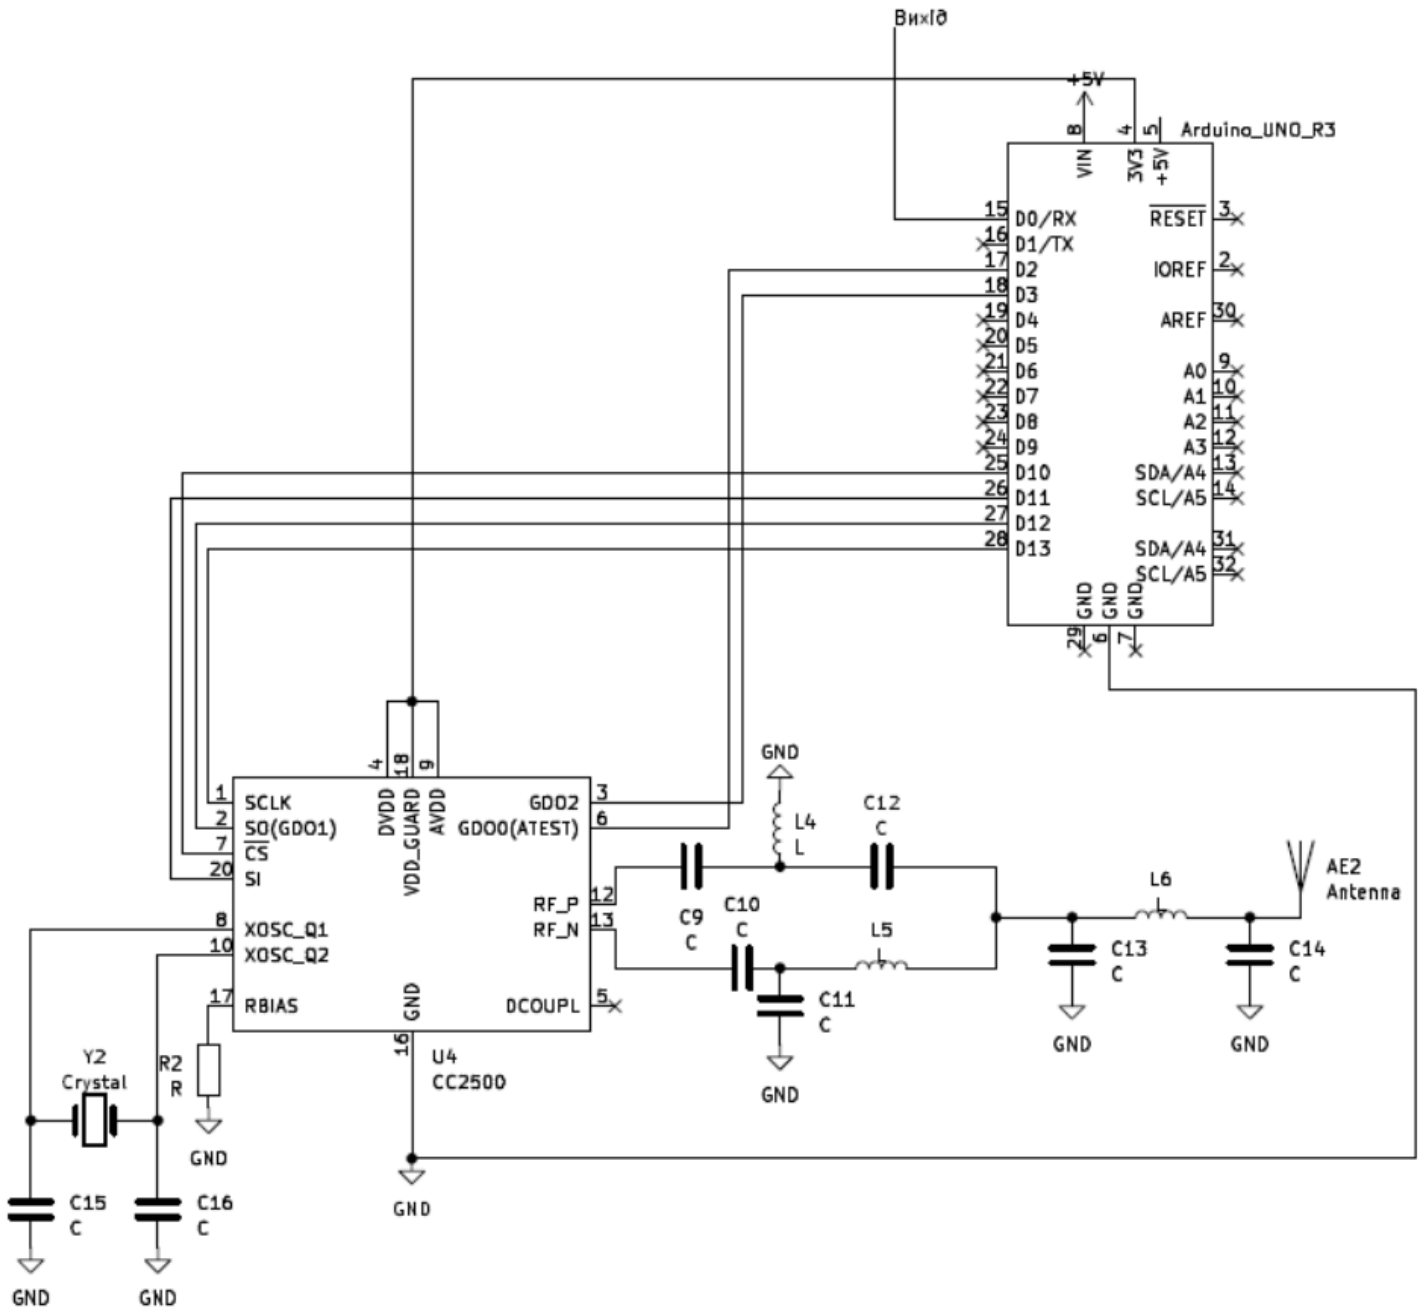 Вихід
+5V
Arduino_UNO_R3
8
4
5
VIN
3V3
+5V
15
D0/RX
RESET
3
16
D1/TX
17
D2
IOREF
2
18
D3
19
D4
AREF
30
20
D5
21
D6
A0
9
22
D7
A1
10
23
D8
A2
11
24
D9
A3
12
25
D10
SDA/A4
13
26
D11
SCL/A5
14
27
D12
28
D13
SDA/A4
31
SCL/A5
32
GND
GND
GND
29
6
7
4
18
9
GND
1
SCLK
DVDD
VDD_GUARD
AVDD
GDO2
3
C12
C
2
SO(GDO1)
GDO0(ATEST)
6
L4
L
7
CS
20
SI
RF_P
12
C9
C
C10
C
8
XOSC_Q1
RF_N
13
L5
L
L6
L
AE2
Antenna
10
XOSC_Q2
C13
C
C14
C
17
RBIAS
GND
DCOUPL
5
C11
C
16
U4
CC2500
GND
GND
GND
Y2
Crystal
R2
R
GND
C15
C
C16
C
GND
GND
GND